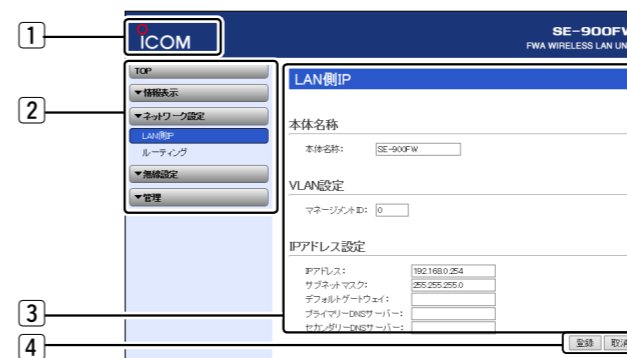 1
ICOM
SE-900FW
FWA WIRELESS LAN UN
2
TOP
▼情報表示
▼ネットワーク設定
LAN側IP
ルーティング
▼無線設定
▼管理
LAN側IP
本体名称
本体名称: SE-900FW
VLAN設定
マネージメントID: 0
IPアドレス設定
IPアドレス: 192.168.0.254
サブネットマスク: 255.255.255.0
デフォルトゲートウェイ:
プライマリーDNSサーバー:
セカンダリーDNSサーバー:
3
4
登録 取消